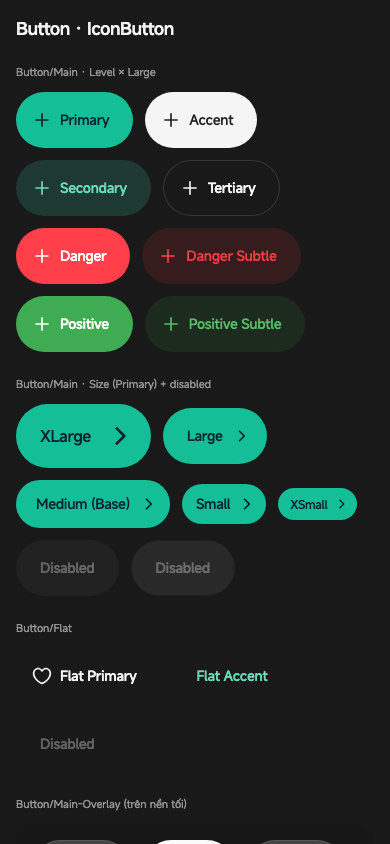 Button · IconButton
Button/Main · Level × Large
Primary
Accent
Secondary
Tertiary
Danger
Danger Subtle
Positive
Positive Subtle
Button/Main · Size (Primary) + disabled
XLarge
Large
Medium (Base)
Small
XSmall
Disabled
Disabled
Button/Flat
Flat Primary
Flat Accent
Disabled
Button/Main-Overlay (trên nền tối)